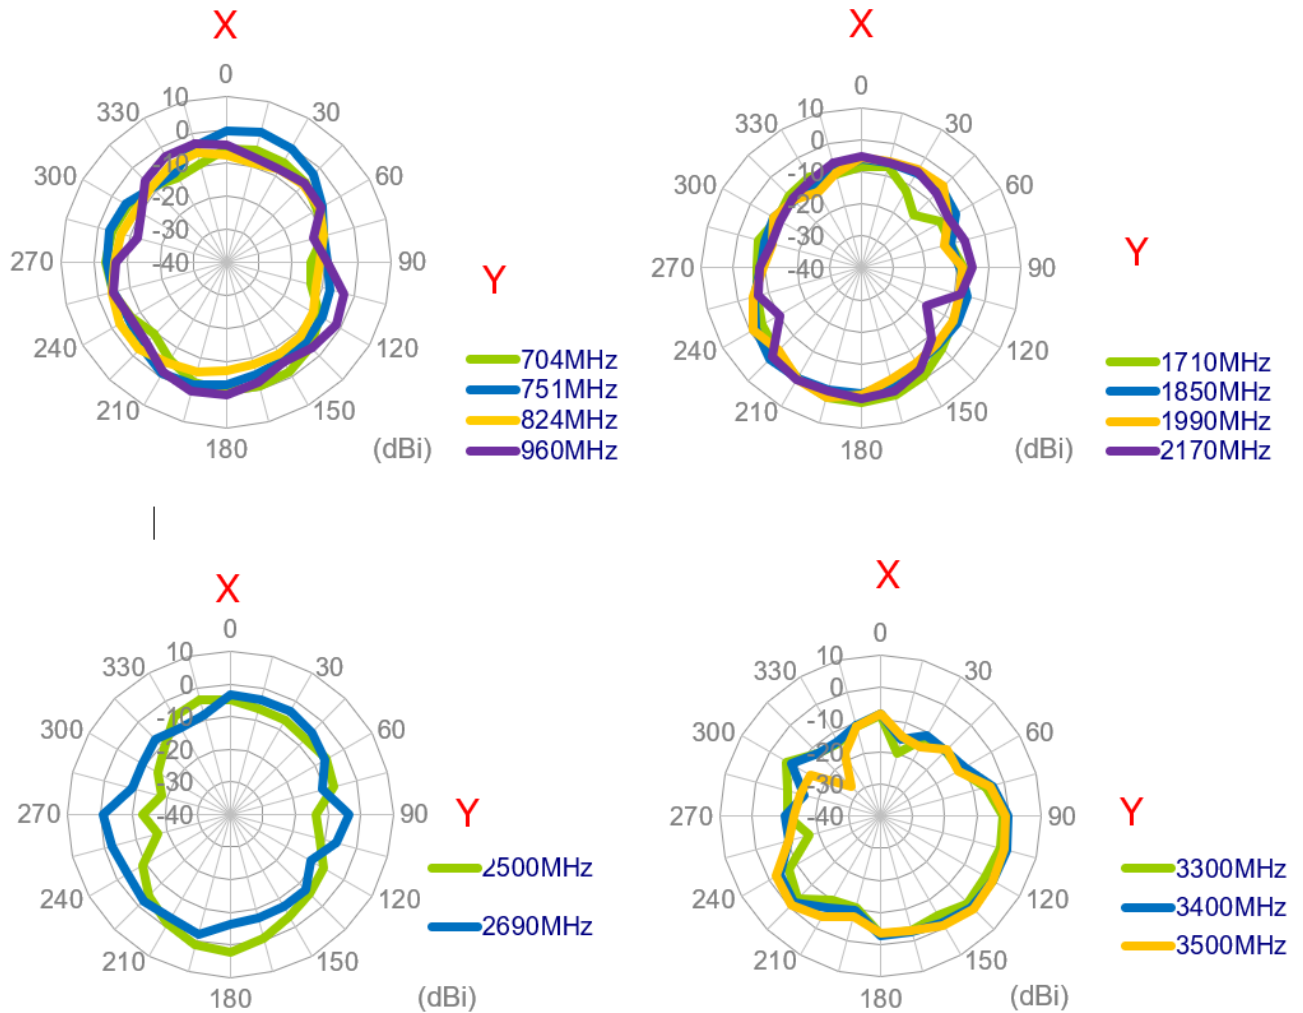 X
0
10
330
30
0
-10
300
60
-20
-30
270
-40
90
Y
240
120
704MHz
751MHz
210
150
824MHz
180
(dBi)
960MHz
X
0
10
330
30
0
-10
300
60
-20
-30
Y
270
-40
90
240
120
1710MHz
1850MHz
210
150
1990MHz
180
(dBi)
2170MHz
X
0
10
330
30
0
-10
300
60
-20
-30
270
-40
90
Y
2500MHz
240
120
2690MHz
210
150
180
(dBi)
X
0
10
330
30
0
-10
300
60
-20
-30
270
-40
90
Y
3300MHz
240
120
3400MHz
3500MHz
210
150
180
(dBi)